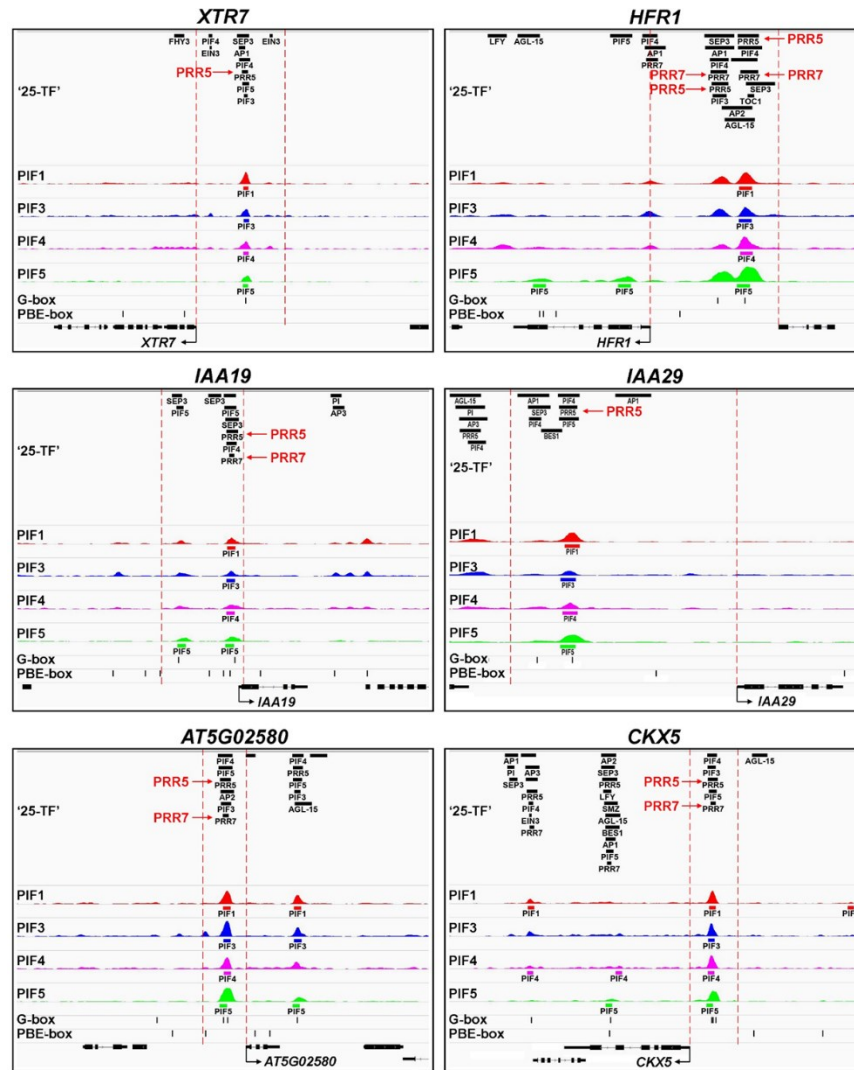 XTR7
FHY3 PIF4 SEP3 EIN3
EIN3 AP1
PIF4
PRR5 → PRR5
PIF5
PIF3
'25-TF'
PIF1
PIF1
PIF3
PIF3
PIF4
PIF4
PIF5
PIF5
G-box
PBE-box
XTR7
HFR1
LFY AGL-15 PIF5 PIF4 SEP3 PRR5 ← PRR5
AP1 AP1 PIF4
PRR7 PIF4
PRR7 → PRR7 PRR7 ← PRR7
PRR5 → PRR5 SEP3
PIF3 TOC1
AP2
AGL-15
'25-TF'
PIF1
PIF1
PIF3
PIF3
PIF4
PIF4
PIF5
PIF5 PIF5 PIF5
G-box
PBE-box
HFR1
IAA19
SEP3 SEP3 PI
PIF5 PIF5 AP3
SEP3
PRR5 ← PRR5
PIF4
PRR7 ← PRR7
'25-TF'
PIF1
PIF1
PIF3
PIF3
PIF4
PIF4
PIF5
PIF5 PIF5
G-box
PBE-box
IAA19
IAA29
AGL-15 AP1 PIF4 AP1
PI SEP3 PRR5 ← PRR5
AP3 PIF4 PIF5
PRR5 BES1
PIF4
'25-TF'
PIF1
PIF1
PIF3
PIF3
PIF4
PIF4
PIF5
PIF5
G-box
PBE-box
IAA29
AT5G02580
PIF4 PIF4
PIF5 PRR5
PRR5 → PRR5 PIF5
AP2 PIF3
PIF3 AGL-15
PRR7 → PRR7
'25-TF'
PIF1
PIF1 PIF1
PIF3
PIF3 PIF3
PIF4
PIF4
PIF5
PIF5 PIF5
G-box
PBE-box
AT5G02580
CKX5
AP1 AP2 PIF4 AGL-15
PI AP3 SEP3 PIF3
SEP3 PRR5 PRR5 → PRR5
PRR5 LFY PIF5
PIF4 SMZ PRR7 → PRR7
EIN3 AGL-15
PRR7 BES1
AP1
PIF5
PRR7
'25-TF'
PIF1
PIF1 PIF1 PIF
PIF3
PIF3
PIF4
PIF4 PIF4 PIF4
PIF5
PIF5 PIF5
G-box
PBE-box
CKX5